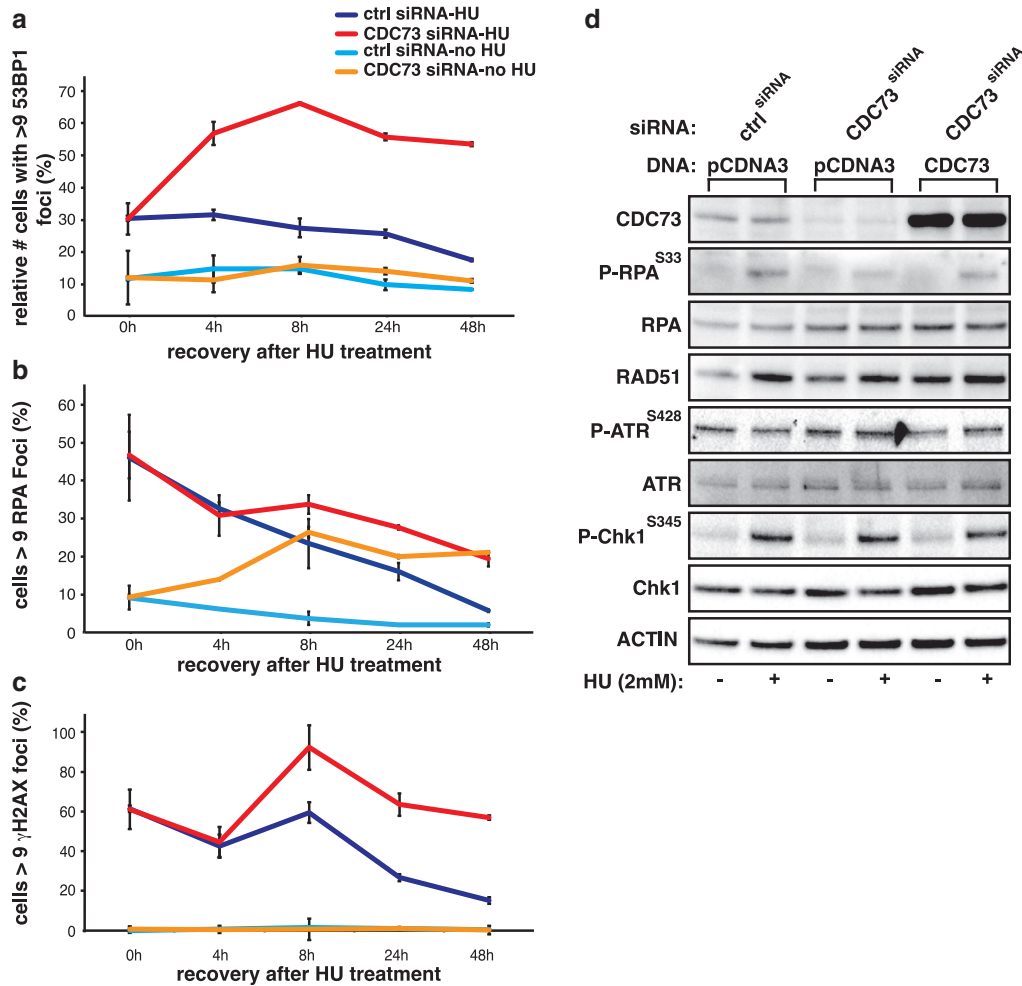 a
ctrl siRNA-HU
CDC73 siRNA-HU
ctrl siRNA-no HU
CDC73 siRNA-no HU
relative # cells with >9 53BP1
foci (%)
70
60
50
40
30
20
10
0
0h 4h 8h 24h 48h
recovery after HU treatment
b
cells > 9 RPA Foci (%)
60
50
40
30
20
10
0
0h 4h 8h 24h 48h
recovery after HU treatment
c
cells > 9 γH2AX foci (%)
100
80
60
40
20
0
0h 4h 8h 24h 48h
recovery after HU treatment
d
siRNA: ctrl siRNA CDC73 siRNA CDC73 siRNA
DNA: pCDNA3 pCDNA3 CDC73
CDC73
P-RPA S33
RPA
RAD51
P-ATR S428
ATR
P-Chk1 S345
Chk1
ACTIN
HU (2mM): - + - + - +